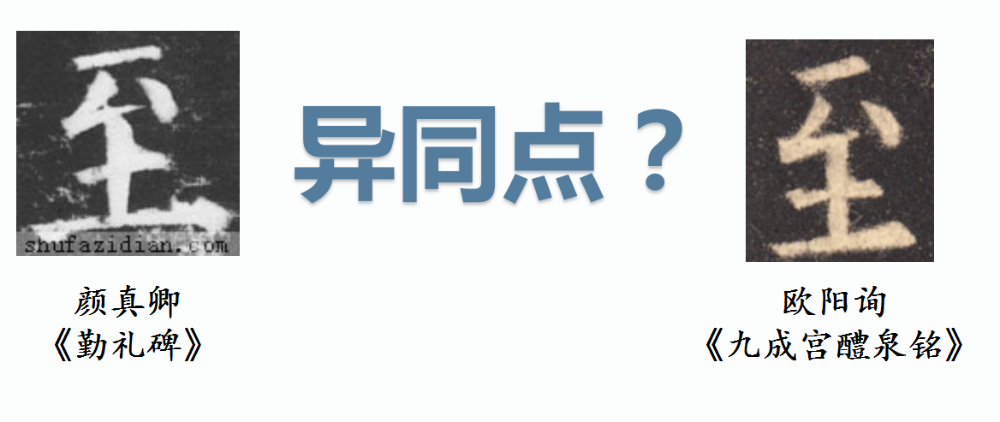 至
异同点？
至
shufazidian.com
颜真卿
《勤礼碑》
欧阳询
《九成宫醴泉铭》